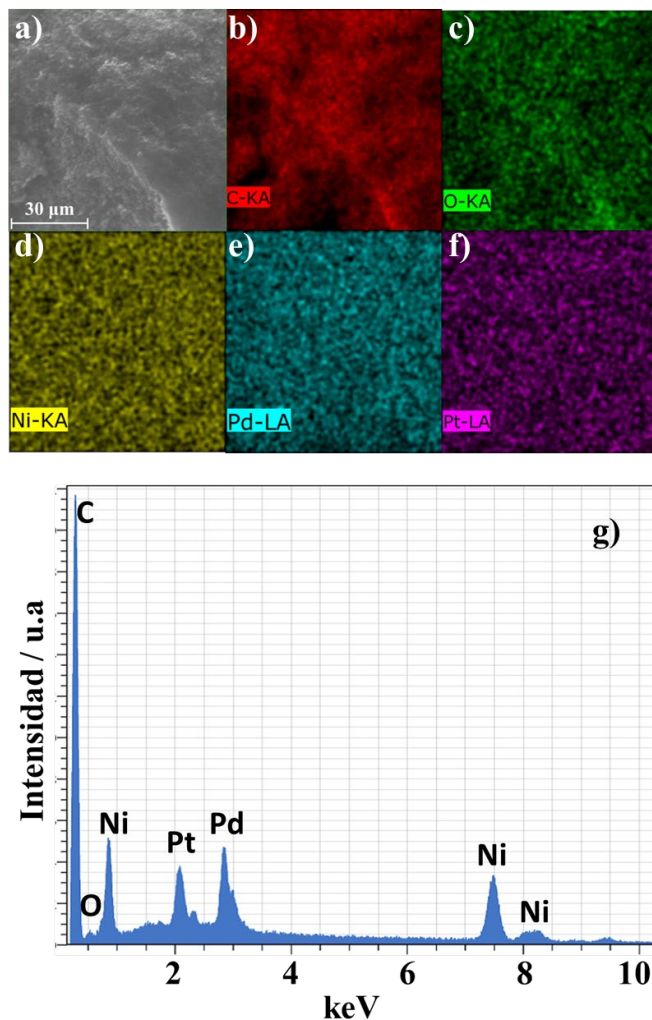 a) b) c)
30 µm
C-KA
O-KA
d) e) f)
Ni-KA
Pd-LA
Pt-LA
g)
C
O
Ni
Pt
Pd
Ni
Ni
Intensidad / u.a
2 4 6 8 10
keV